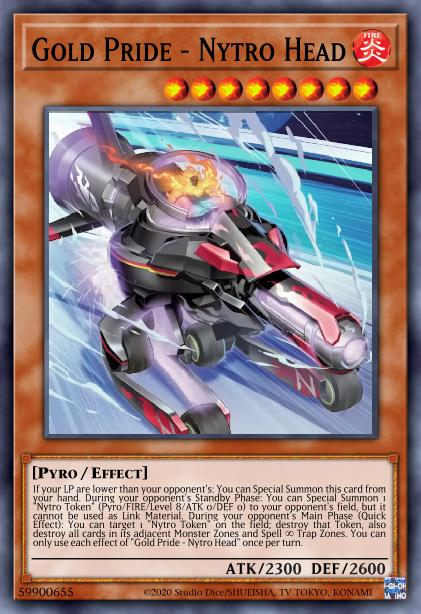 GOLD PRIDE - NYTRO HEAD
FIRE
炎
[PYRO / EFFECT]
If your LP are lower than your opponent's: You can Special Summon this card from
your hand. During your opponent's Standby Phase: You can Special Summon 1
"Nytro Token" (Pyro/FIRE/Level 8/ATK 0/DEF 0) to your opponent's field, but it
cannot be used as Link Material. During your opponent's Main Phase (Quick
Effect): You can target 1 "Nytro Token" on the field; destroy that Token, also
destroy all cards in its adjacent Monster Zones and Spell ∞ Trap Zones. You can
only use each effect of "Gold Pride - Nytro Head" once per turn.
ATK/2300 DEF/2600
59900655
©2020 Studio Dice/SHUEISHA, TV TOKYO, KONAMI